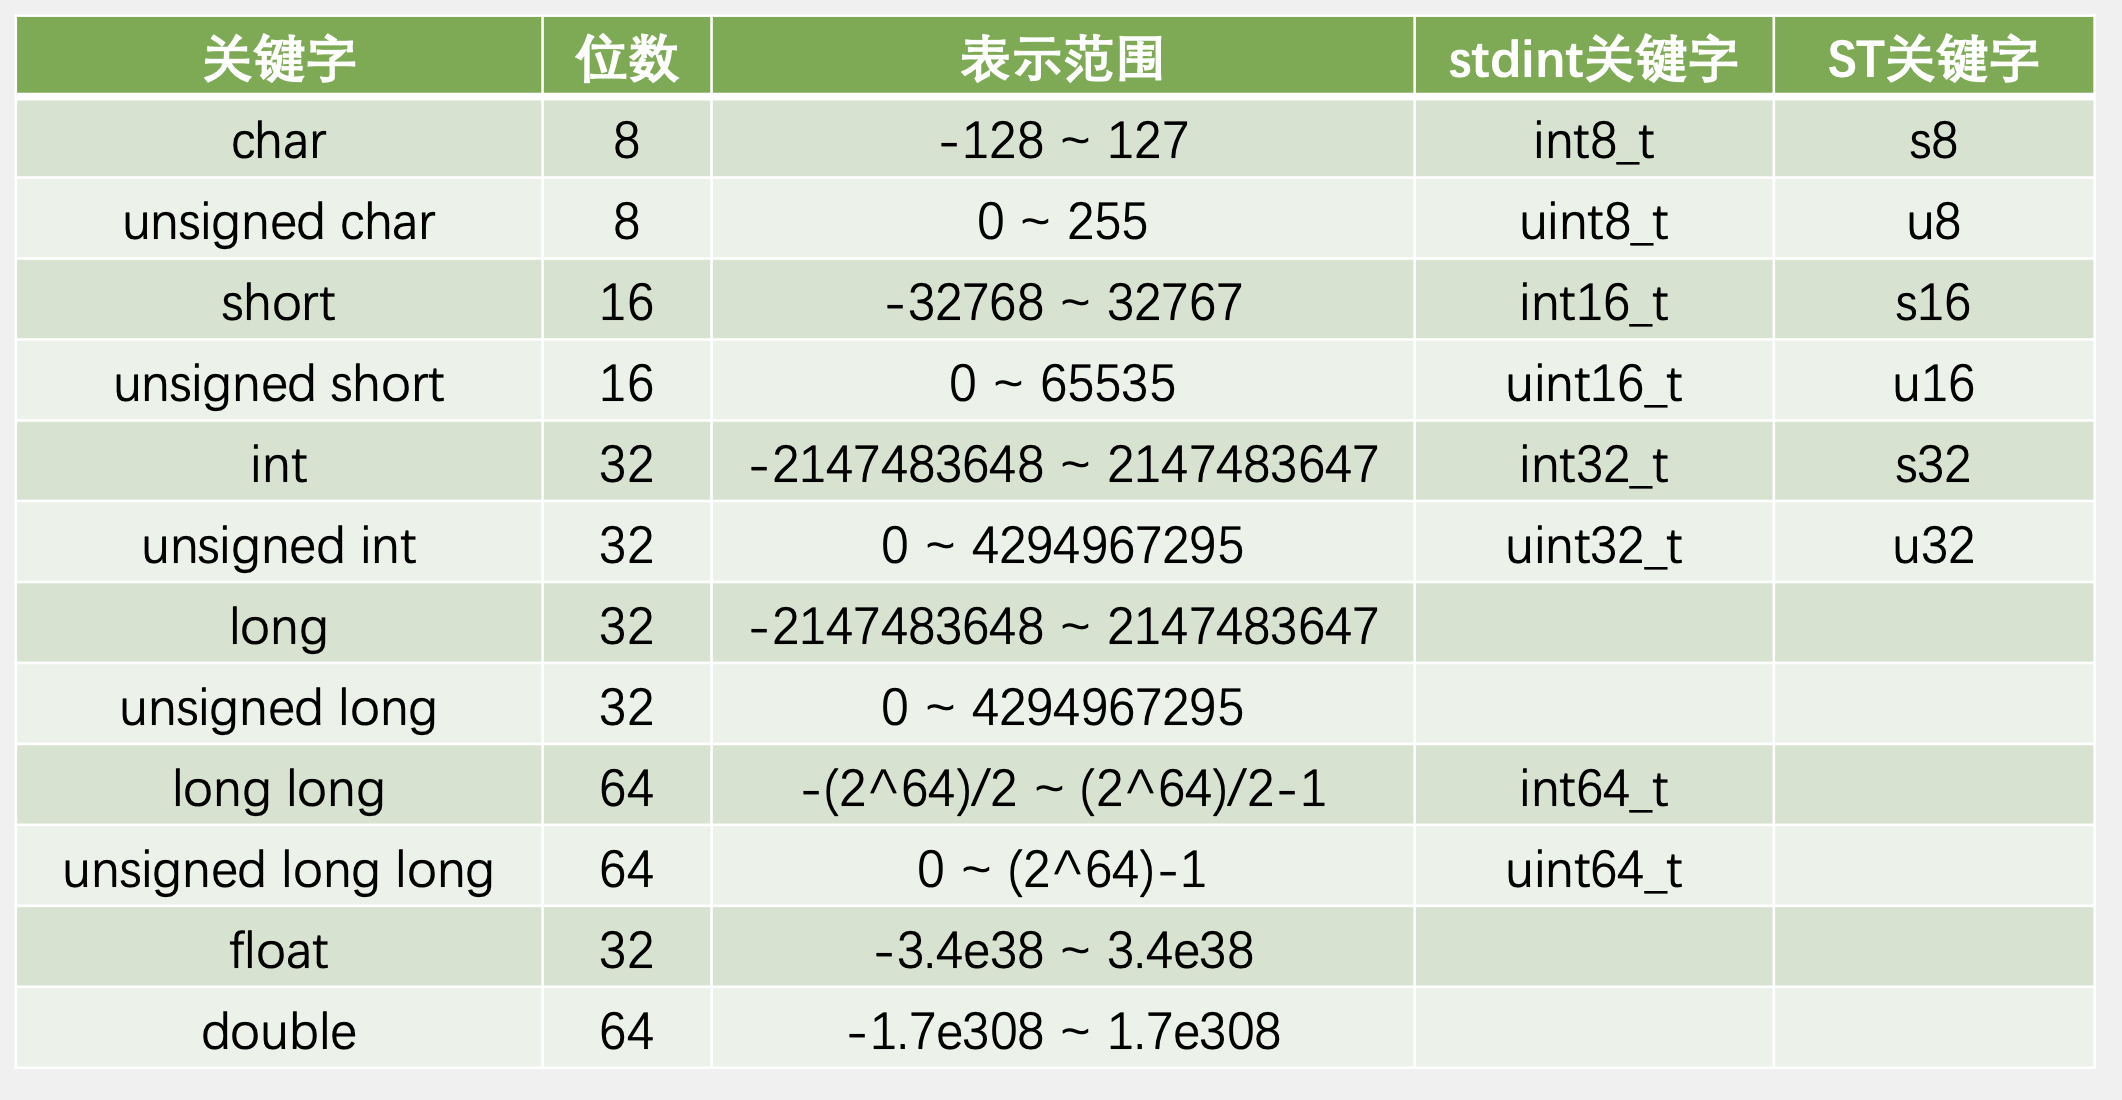 关键字 位数 表示范围 stdint关键字 ST关键字
char 8 -128 ~ 127 int8_t s8
unsigned char 8 0 ~ 255 uint8_t u8
short 16 -32768 ~ 32767 int16_t s16
unsigned short 16 0 ~ 65535 uint16_t u16
int 32 -2147483648 ~ 2147483647 int32_t s32
unsigned int 32 0 ~ 4294967295 uint32_t u32
long 32 -2147483648 ~ 2147483647
unsigned long 32 0 ~ 4294967295
long long 64 -(2^64)/2 ~ (2^64)/2-1 int64_t
unsigned long long 64 0 ~ (2^64)-1 uint64_t
float 32 -3.4e38 ~ 3.4e38
double 64 -1.7e308 ~ 1.7e308